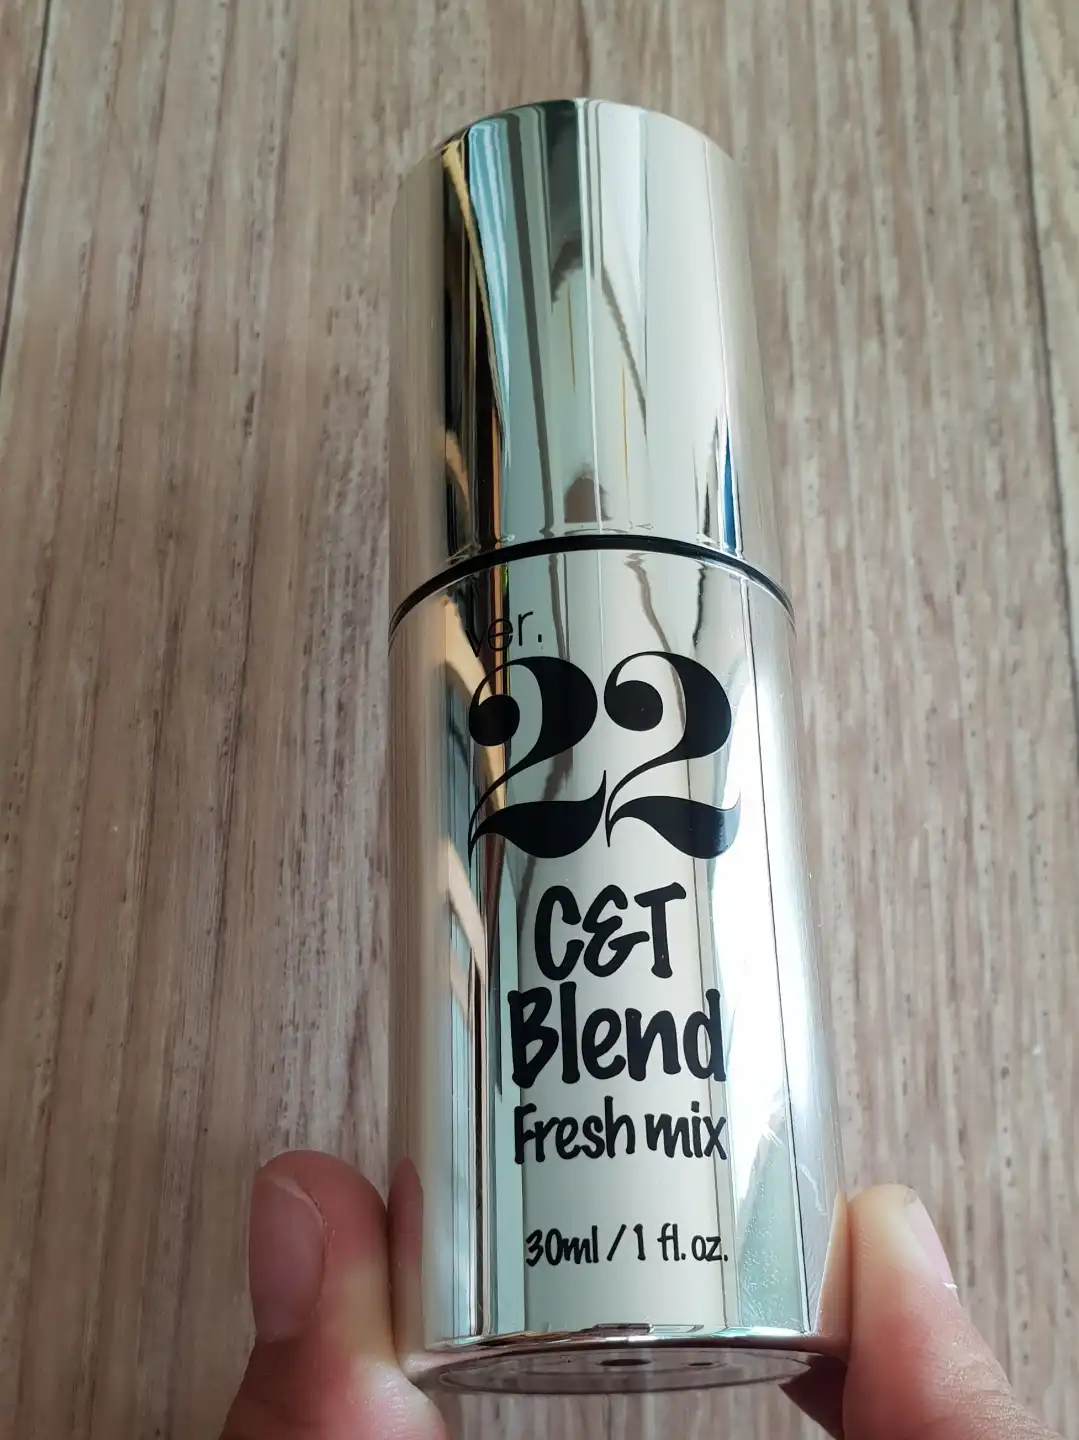 ver.
22
C&T
Blend
Fresh mix
30ml / 1 fl. oz.